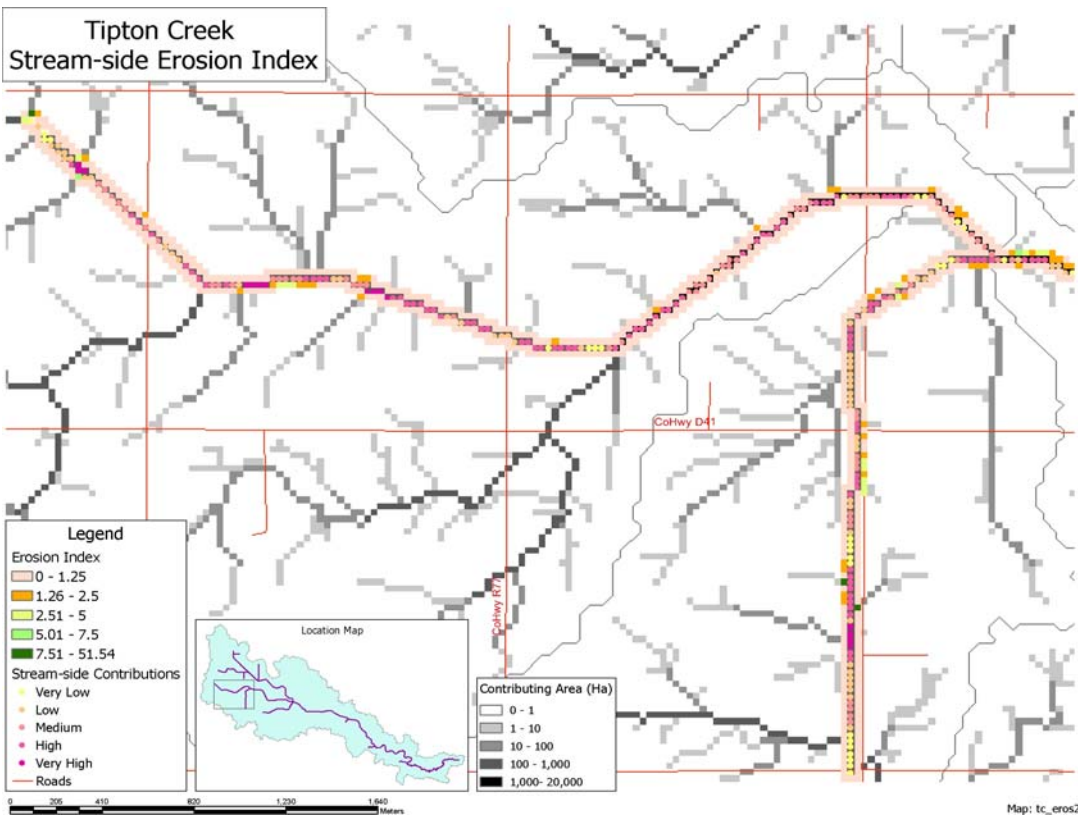 Tipton Creek
Stream-side Erosion Index
CoHwy D41
CoHwy R77
Legend
Erosion Index
0 - 1.25
1.26 - 2.5
2.51 - 5
5.01 - 7.5
7.51 - 51.54
Stream-side Contributions
Very Low
Low
Medium
High
Very High
Roads
Location Map
Contributing Area (Ha)
0 - 1
1 - 10
10 - 100
100 - 1,000
1,000- 20,000
0 205 410 820 1,230 1,640
Meters
Map: tc_eros2